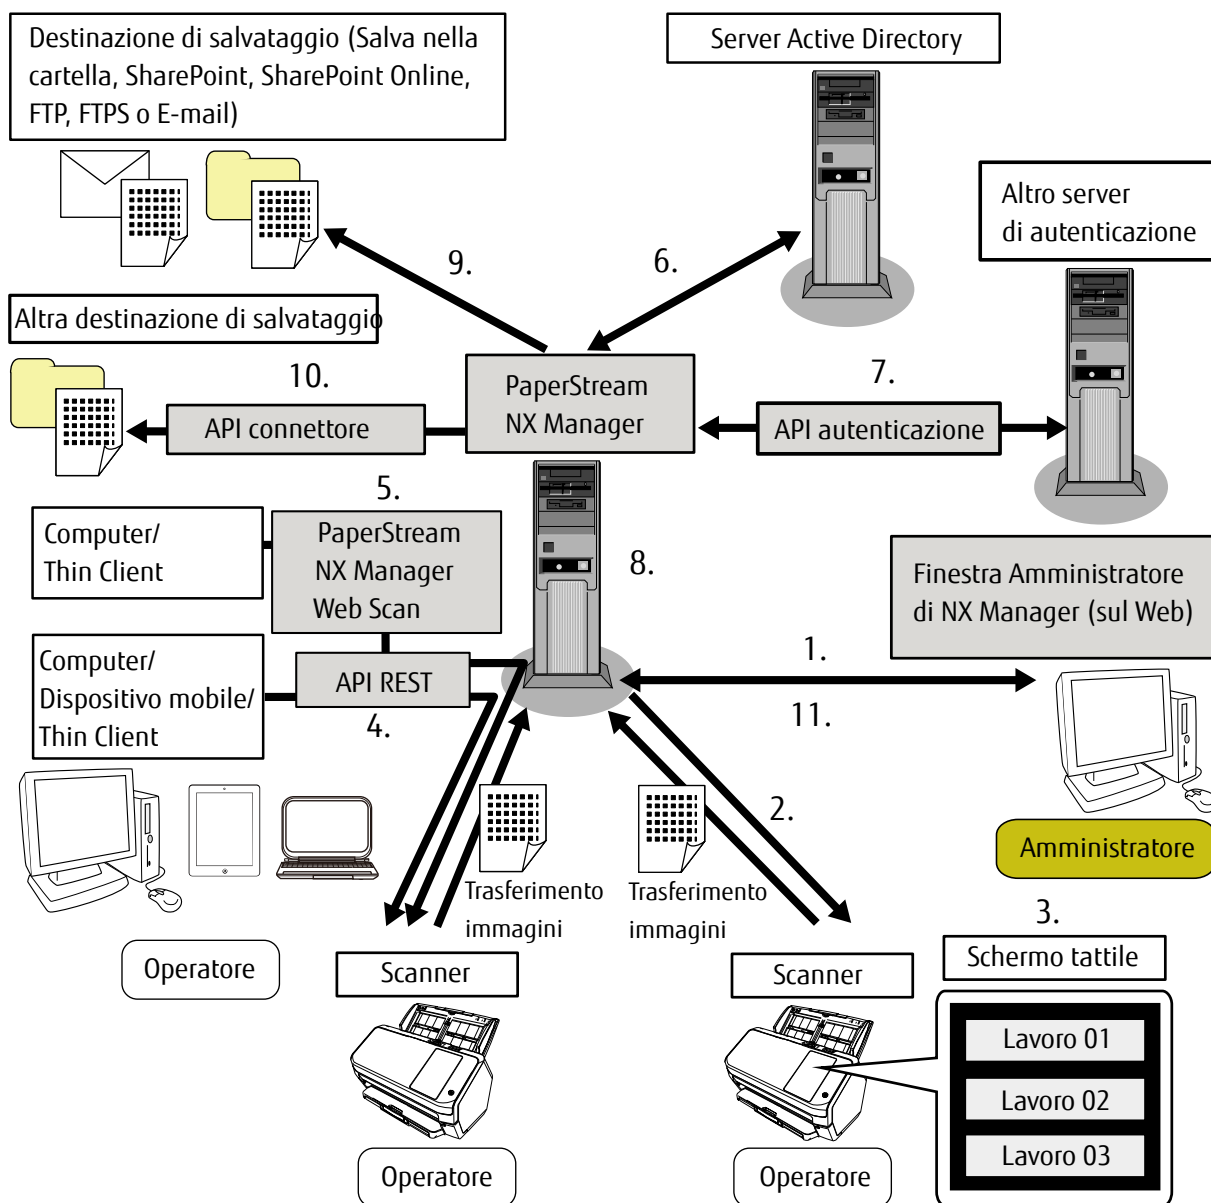 Destinazione di salvataggio (Salva nella
cartella, SharePoint, SharePoint Online,
FTP, FTPS o E-mail)
Server Active Directory
Altro server
di autenticazione
9.
6.
Altra destinazione di salvataggio
10.
API connettore
PaperStream
NX Manager
7.
API autenticazione
5.
Computer/
Thin Client
PaperStream
NX Manager
Web Scan
8.
Finestra Amministratore
di NX Manager (sul Web)
Computer/
Dispositivo mobile/
Thin Client
API REST
4.
1.
11.
2.
Amministratore
Trasferimento
immagini
Trasferimento
immagini
3.
Operatore
Scanner
Scanner
Schermo tattile
Lavoro 01
Lavoro 02
Lavoro 03
Operatore
Operatore